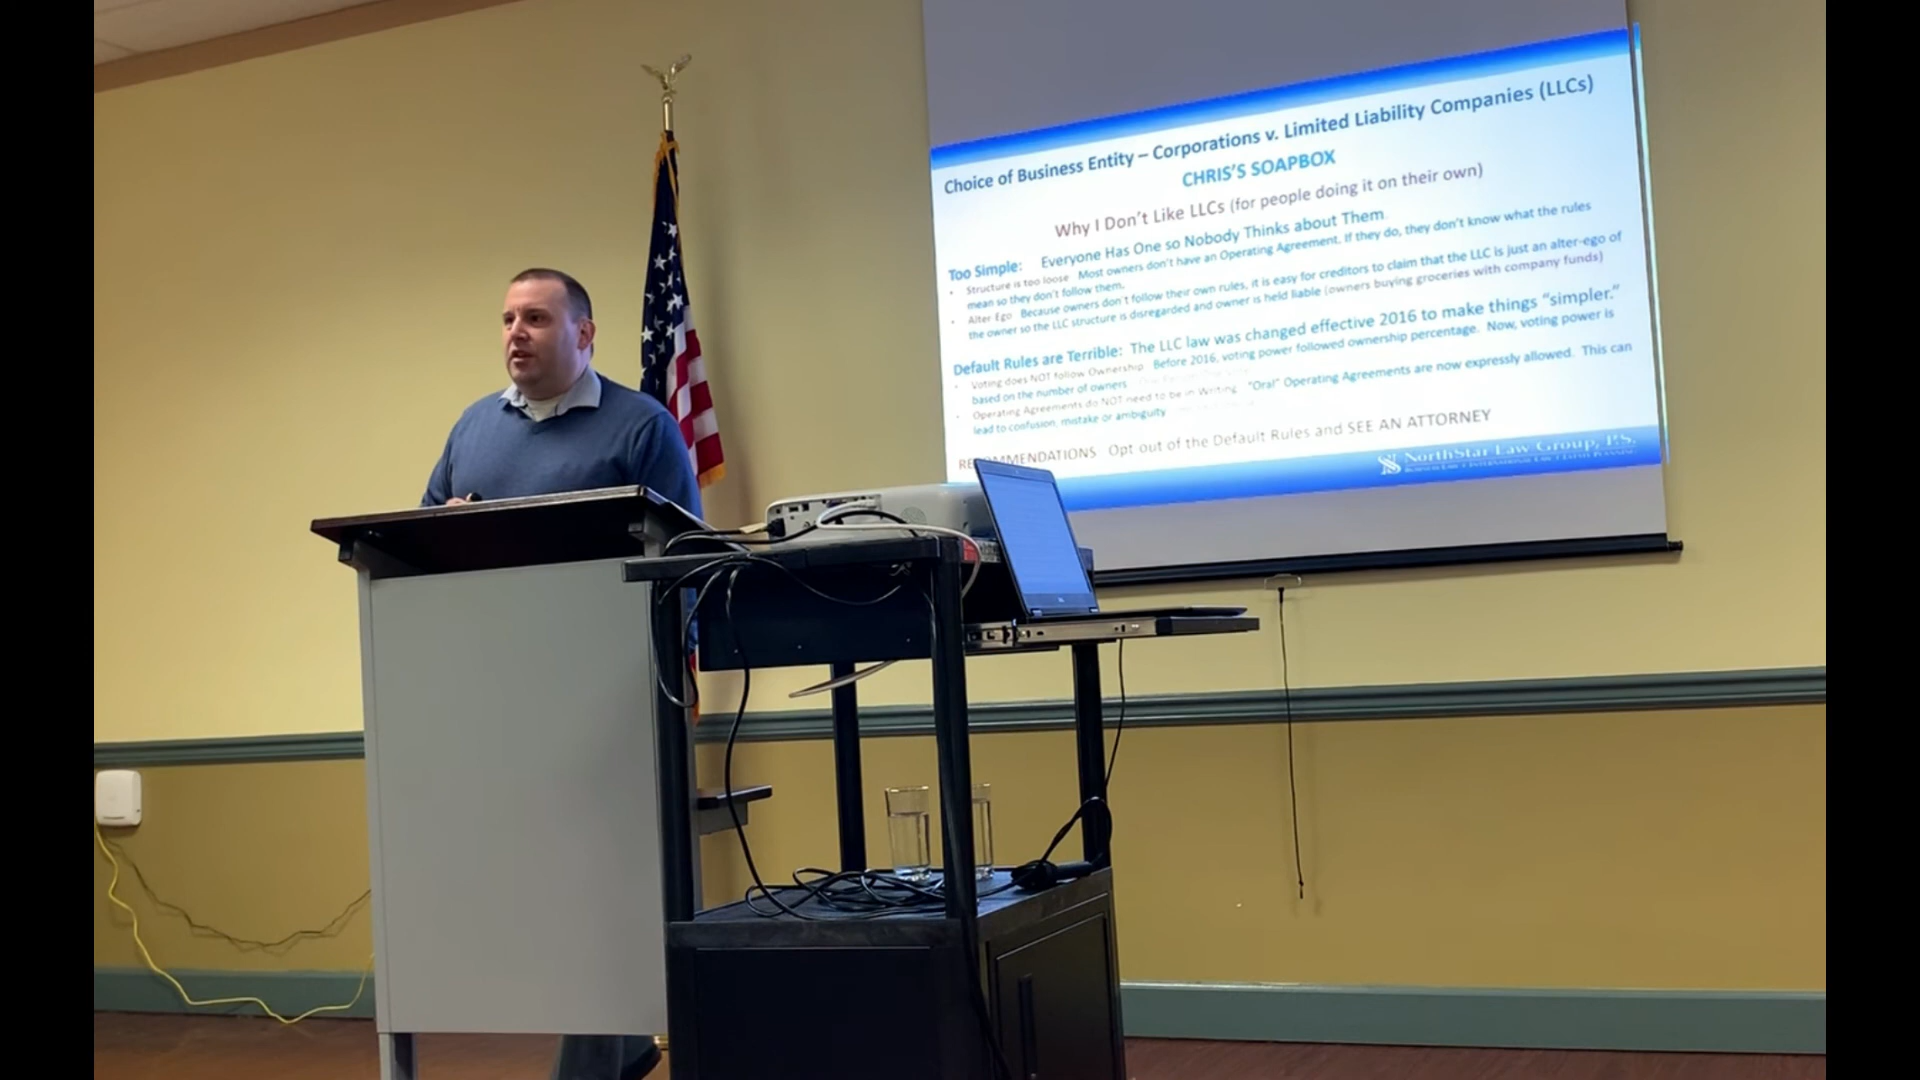 Choice of Business Entity – Corporations v. Limited Liability Companies (LLCs)
CHRIS'S SOAPBOX
Why I Don't Like LLCs (for people doing it on their own)
Too Simple: Everyone Has One so Nobody Thinks about Them
Structure is too loose Most owners don't have an Operating Agreement. If they do, they don't know what the rules
mean so they don't follow them.
Alter Ego Because owners don't follow their own rules, it is easy for creditors to claim that the LLC is just an alter-ego of
the owner so the LLC structure is disregarded and owner is held liable (owners buying groceries with company funds)
Default Rules are Terrible: The LLC law was changed effective 2016 to make things “simpler.”
Voting does NOT follow Ownership Before 2016, voting power followed ownership percentage. Now, voting power is
based on the number of owners
Operating Agreements do NOT need to be in Writing “Oral” Operating Agreements are now expressly allowed. This can
lead to confusion, mistake or ambiguity
MMENDATIONS Opt out of the Default Rules and SEE AN ATTORNEY
NorthStar Law Group, P.S.